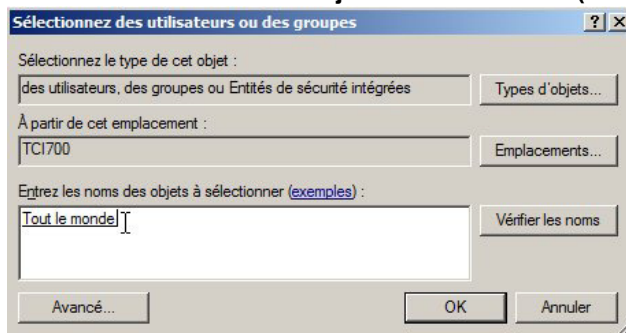 Sélectionnez des utilisateurs ou des groupes
Sélectionnez le type de cet objet :
des utilisateurs, des groupes ou Entités de sécurité intégrées
Types d'objets...
À partir de cet emplacement :
TCI700
Emplacements...
Entrez les noms des objets à sélectionner (exemples) :
Tout le monde
Vérifier les noms
Avancé...
OK
Annuler